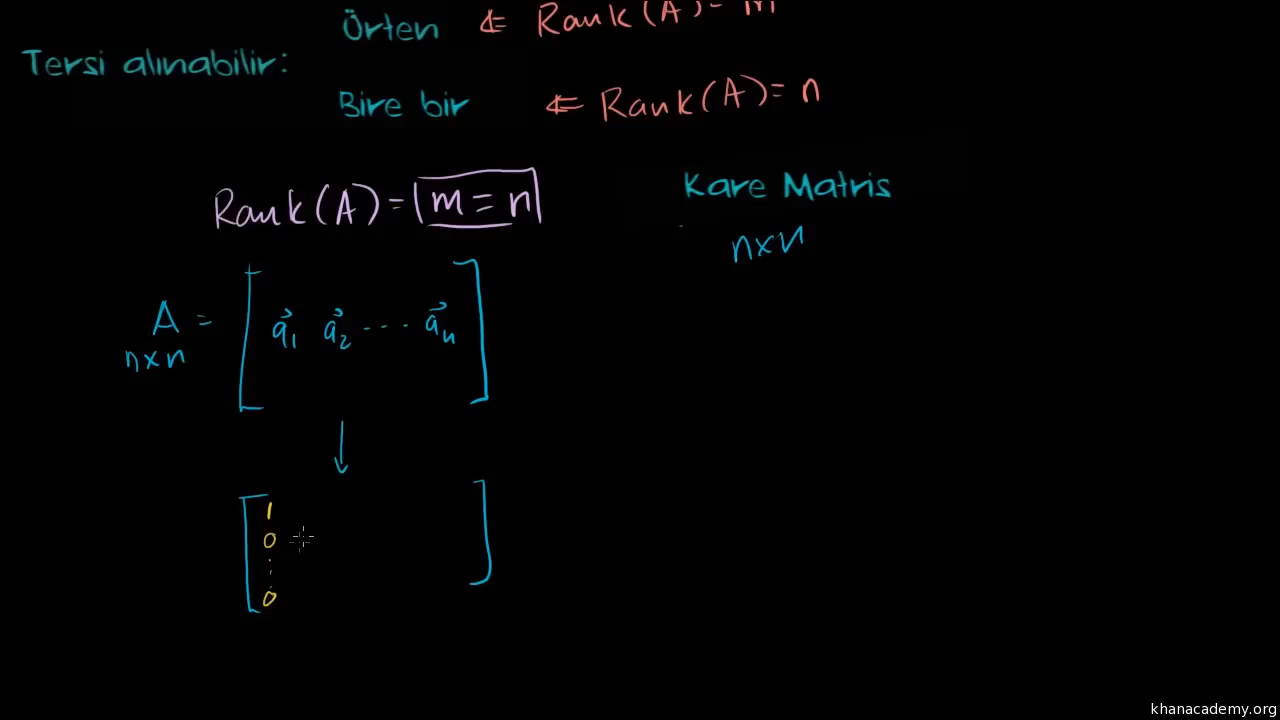 Örten ⇐ Rank(A) = m
Tersi alınabilir:
Bire bir ⇐ Rank(A) = n
Rank(A) = m = n
Kare Matris
n×n
A = [ a⃗₁ a⃗₂ ... a⃗ₙ ]
n×n
↓
1
0
⋮
0
khanacademy.org